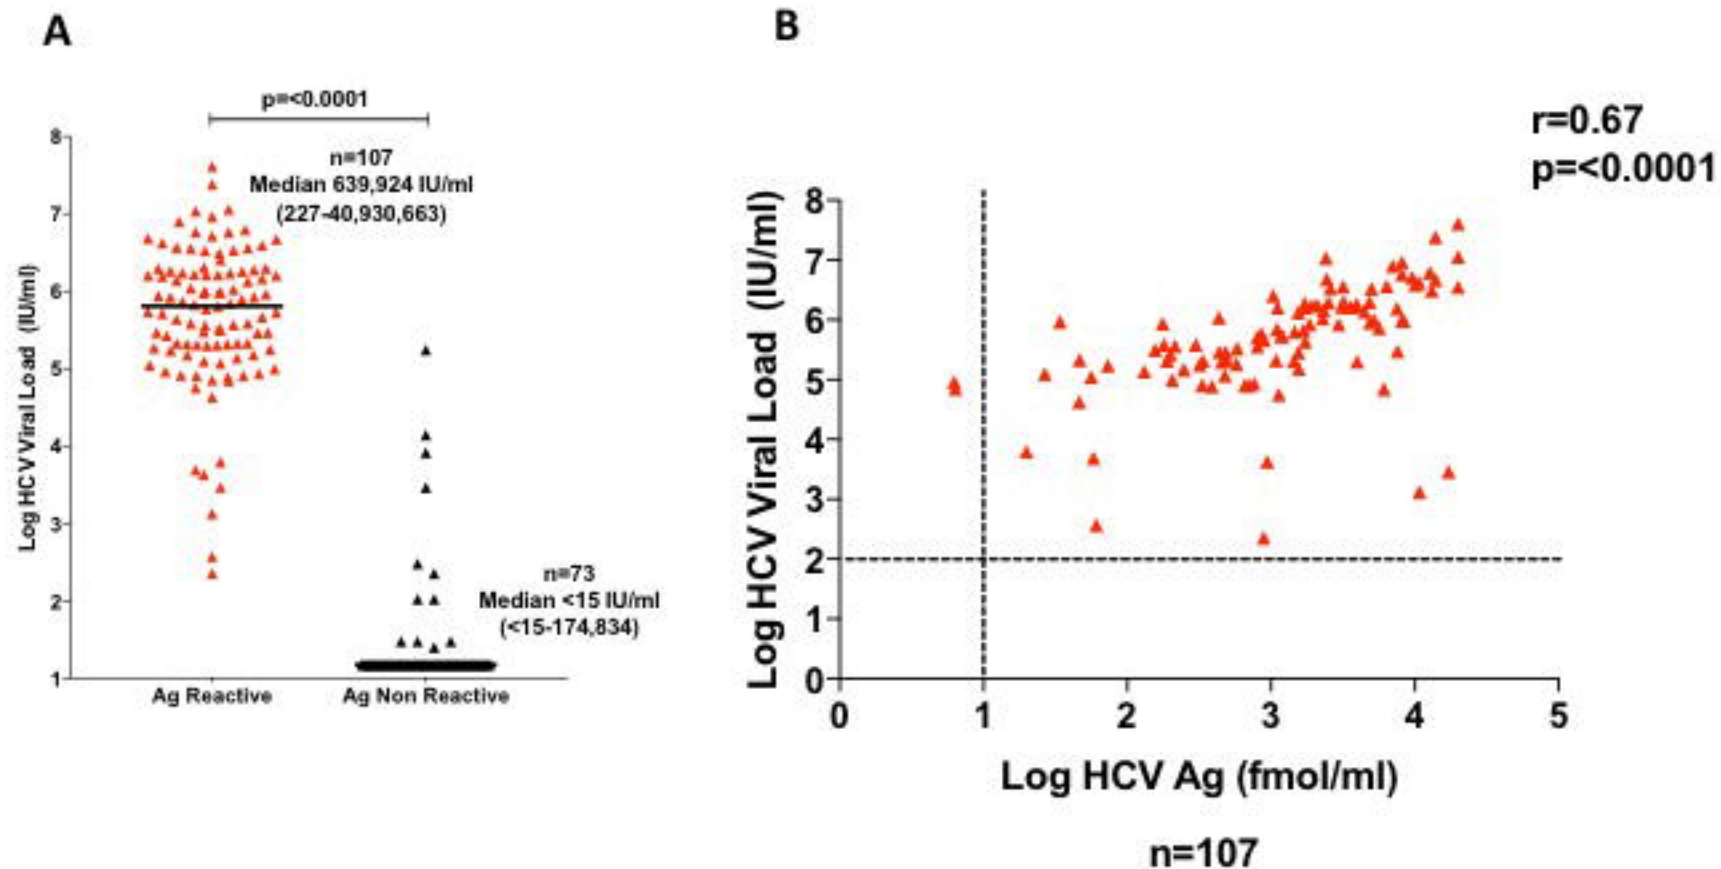 A
p=<0.0001
n=107
Median 639,924 IU/ml
(227-40,930,663)
Log HCV Viral Load (IU/ml)
8
7
6
5
4
3
2
1
n=73
Median <15 IU/ml
(<15-174,834)
Ag Reactive
Ag Non Reactive
B
r=0.67
p=<0.0001
Log HCV Viral Load (IU/ml)
8
7
6
5
4
3
2
1
0
0 1 2 3 4 5
Log HCV Ag (fmol/ml)
n=107